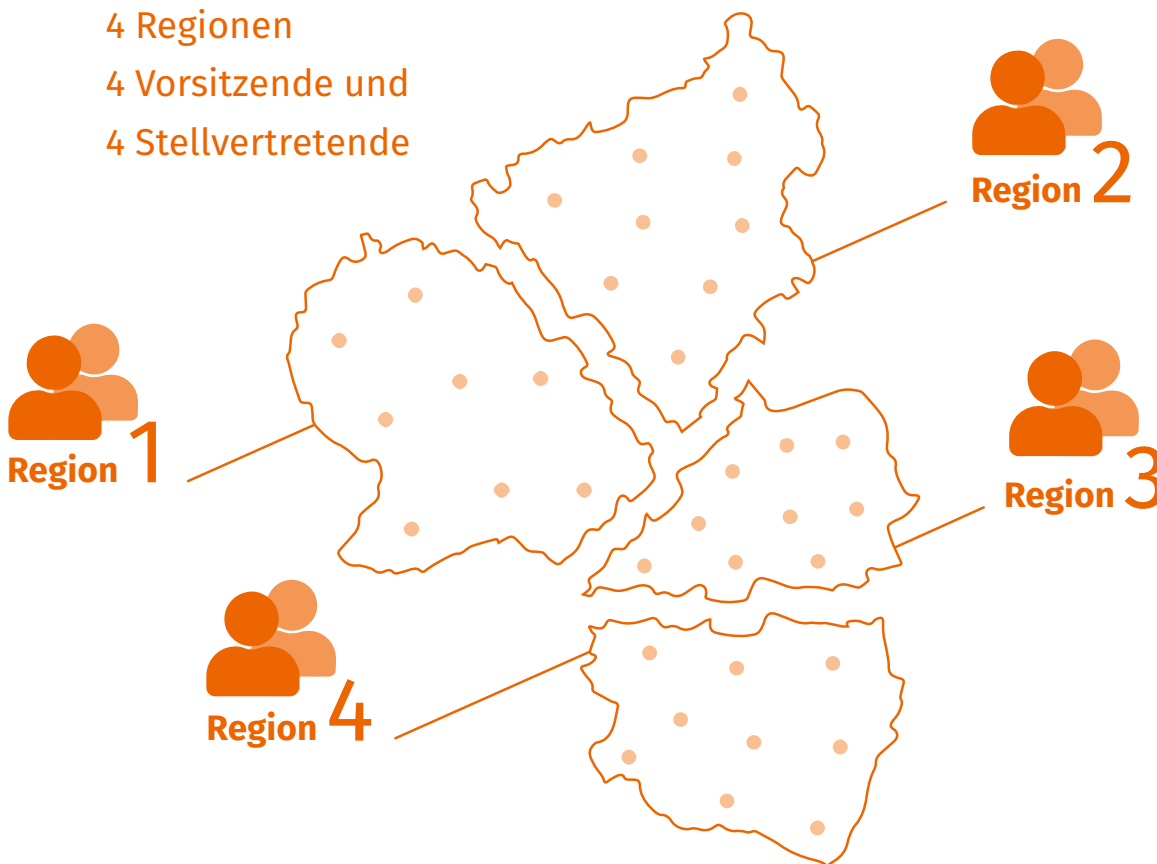 4 Regionen
4 Vorsitzende und
4 Stellvertretende
Region 2
Region 1
Region 3
Region 4